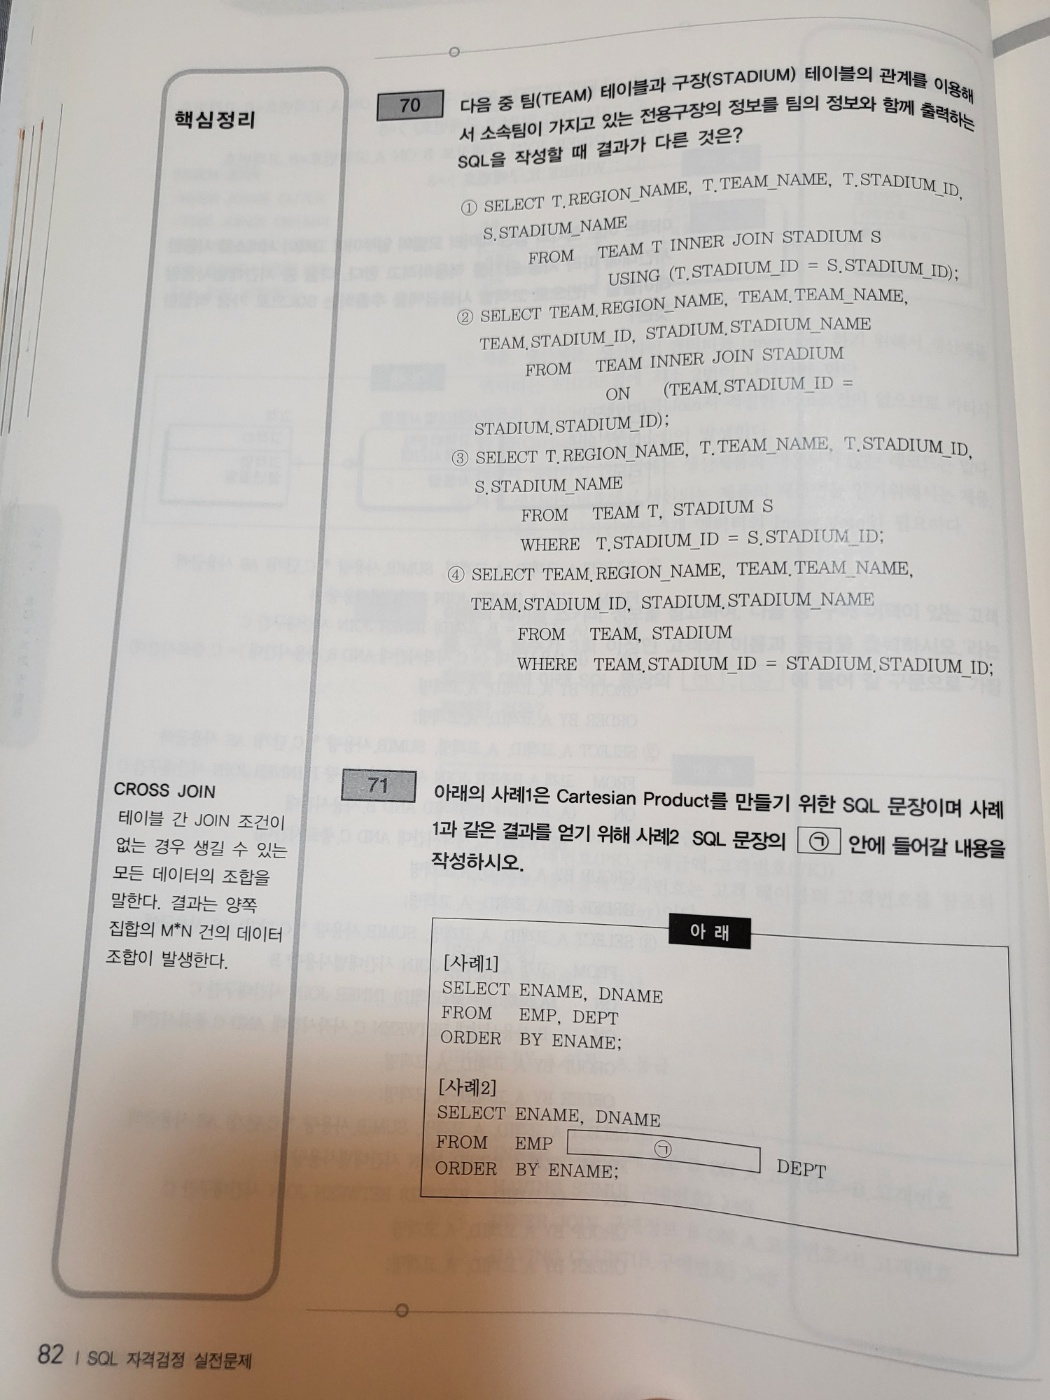 핵심정리
70 다음 중 팀(TEAM) 테이블과 구장(STADIUM) 테이블의 관계를 이용해
서 소속팀이 가지고 있는 전용구장의 정보를 팀의 정보와 함께 출력하는
SQL을 작성할 때 결과가 다른 것은?
① SELECT T.REGION_NAME, T.TEAM_NAME, T.STADIUM_ID,
S.STADIUM_NAME
FROM TEAM T INNER JOIN STADIUM S
USING (T.STADIUM_ID = S.STADIUM_ID);
② SELECT TEAM.REGION_NAME, TEAM.TEAM_NAME,
TEAM.STADIUM_ID, STADIUM.STADIUM_NAME
FROM TEAM INNER JOIN STADIUM
ON (TEAM.STADIUM_ID =
STADIUM.STADIUM_ID);
③ SELECT T.REGION_NAME, T.TEAM_NAME, T.STADIUM_ID,
S.STADIUM_NAME
FROM TEAM T, STADIUM S
WHERE T.STADIUM_ID = S.STADIUM_ID;
④ SELECT TEAM.REGION_NAME, TEAM.TEAM_NAME,
TEAM.STADIUM_ID, STADIUM.STADIUM_NAME
FROM TEAM, STADIUM
WHERE TEAM.STADIUM_ID = STADIUM.STADIUM_ID;
CROSS JOIN
테이블 간 JOIN 조건이
없는 경우 생길 수 있는
모든 데이터의 조합을
말한다. 결과는 양쪽
집합의 M*N 건의 데이터
조합이 발생한다.
71 아래의 사례1은 Cartesian Product를 만들기 위한 SQL 문장이며 사례
1과 같은 결과를 얻기 위해 사례2 SQL 문장의 ㉠ 안에 들어갈 내용을
작성하시오.
아 래
[사례1]
SELECT ENAME, DNAME
FROM EMP, DEPT
ORDER BY ENAME;
[사례2]
SELECT ENAME, DNAME
FROM EMP ㉠ DEPT
ORDER BY ENAME;
82 | SQL 자격검정 실전문제